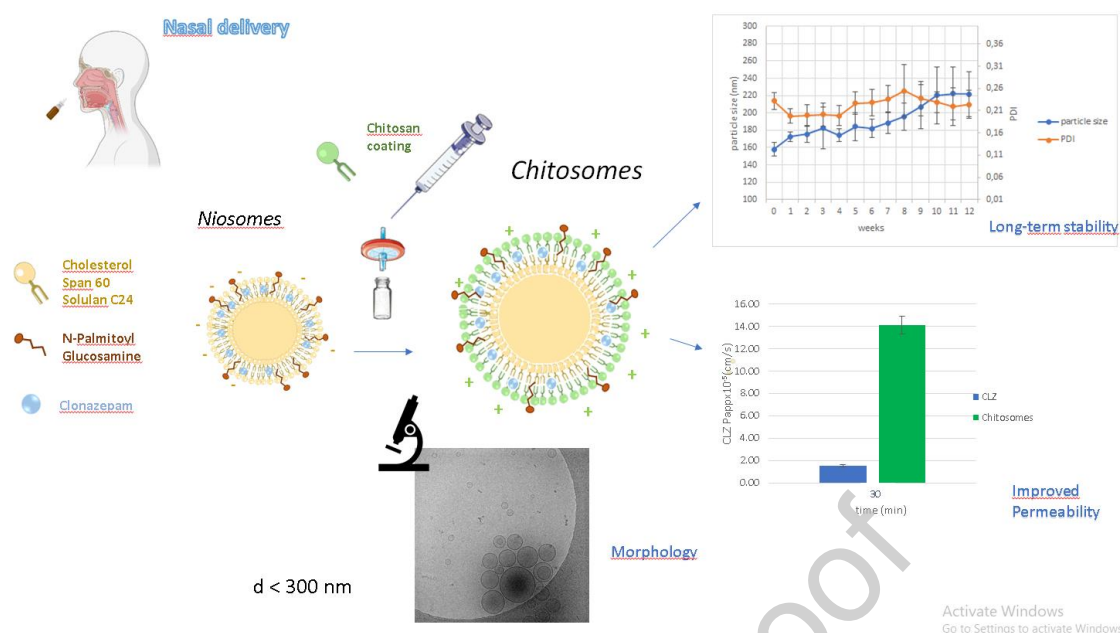 Nasal delivery
Chitosan
coating
Chitosomes
Niosomes
Cholesterol
Span 60
Solulan C24
N-Palmitoyl
Glucosamine
Clonazepam
300
280
260
240
220
200
180
160
140
120
100
particle size (nm)
0 1 2 3 4 5 6 7 8 9 10 11 12
weeks
0,36
0,31
0,26
0,21
0,16
0,11
0,06
0,01
PDI
particle size
PDI
Long-term stability
16.00
14.00
12.00
10.00
8.00
6.00
4.00
2.00
0.00
CLZ Pappx10⁻⁵(cm/s)
30
time (min)
CLZ
Chitosomes
Improved
Permeability
Morphology
d < 300 nm
oof
Activate Windows
Go to Settings to activate Windows